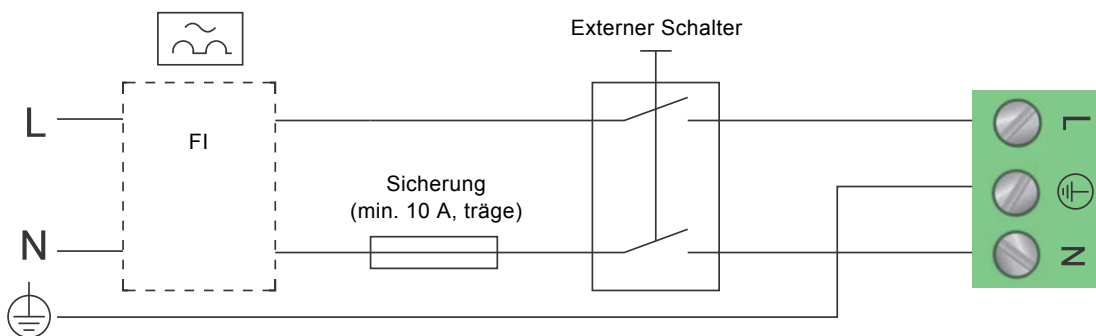 Externer Schalter
L
FI
L
Sicherung
(min. 10 A, träge)
N
N